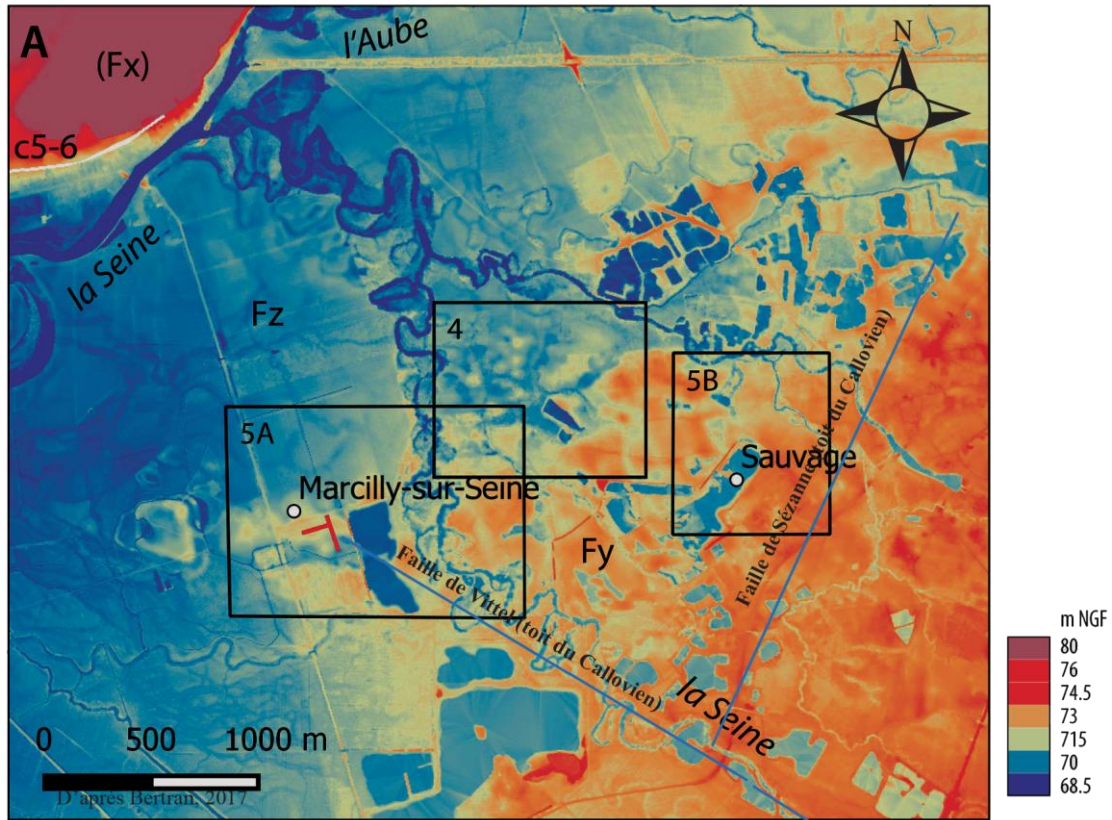 A
(Fx)
l'Aube
N
c5-6
la Seine
Fz
4
5B
5A
Sauvage
Marcilly-sur-Seine
Fy
Faille de Sézanne (toit du Callovien)
Faille de Vittel (toit du Callovien)
la Seine
0 500 1000 m
D'après Bertran, 2017
m NGF
80
76
74.5
73
715
70
68.5